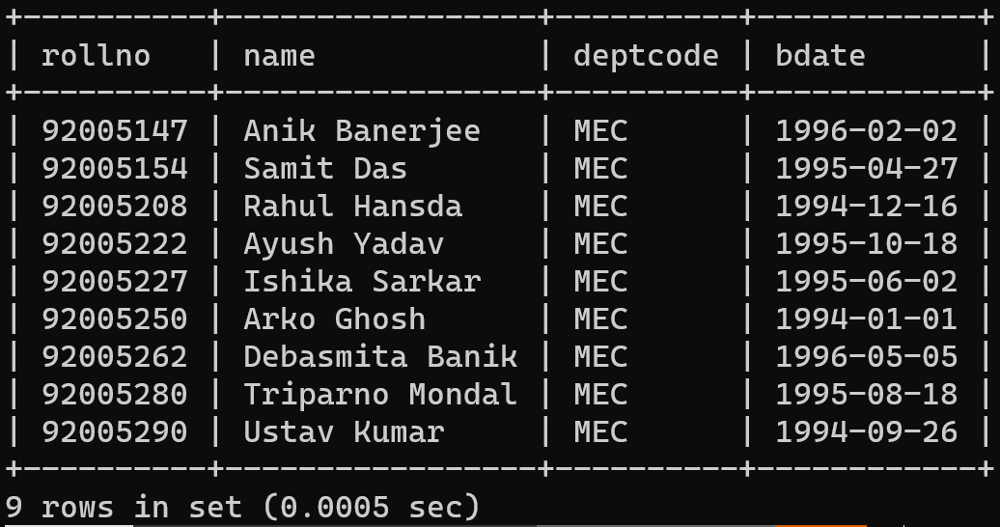 +----------+-----------------+----------+------------+
| rollno   | name            | deptcode | bdate      |
+----------+-----------------+----------+------------+
| 92005147 | Anik Banerjee   | MEC      | 1996-02-02 |
| 92005154 | Samit Das       | MEC      | 1995-04-27 |
| 92005208 | Rahul Hansda    | MEC      | 1994-12-16 |
| 92005222 | Ayush Yadav     | MEC      | 1995-10-18 |
| 92005227 | Ishika Sarkar   | MEC      | 1995-06-02 |
| 92005250 | Arko Ghosh      | MEC      | 1994-01-01 |
| 92005262 | Debasmita Banik | MEC      | 1996-05-05 |
| 92005280 | Triparno Mondal | MEC      | 1995-08-18 |
| 92005290 | Ustav Kumar     | MEC      | 1994-09-26 |
+----------+-----------------+----------+------------+
9 rows in set (0.0005 sec)